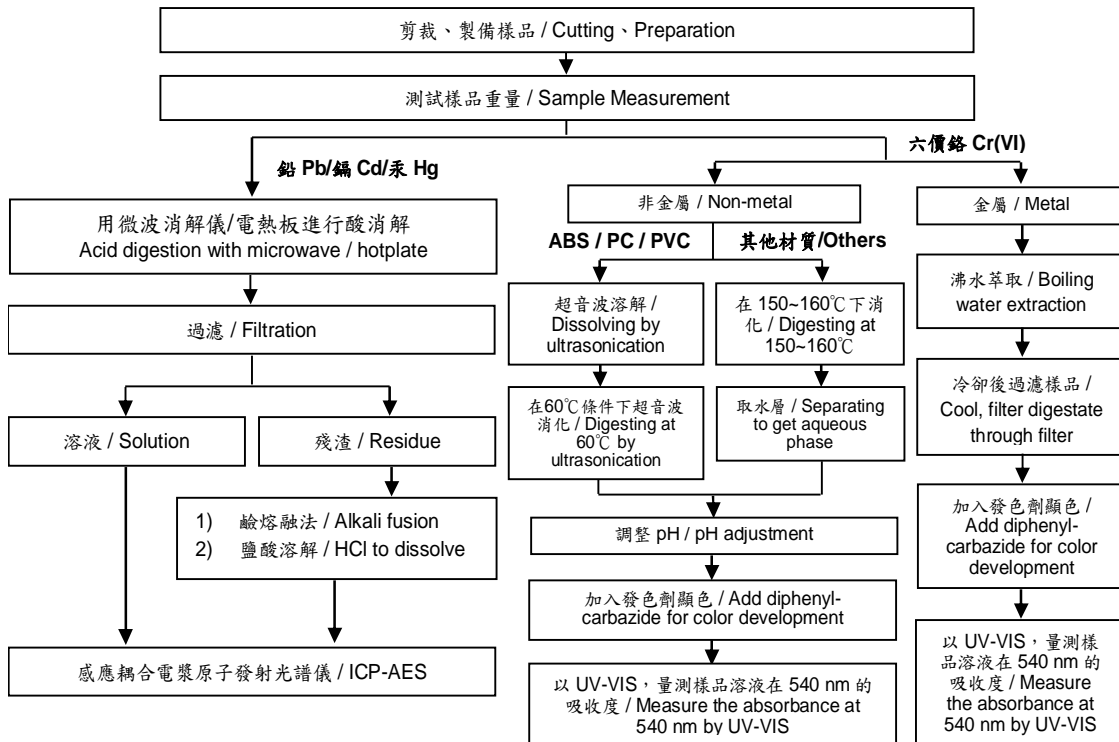 剪裁、製備樣品 / Cutting、Preparation
測試樣品重量 / Sample Measurement
鉛 Pb/鎘 Cd/汞 Hg
六價鉻 Cr(VI)
用微波消解儀/電熱板進行酸消解
Acid digestion with microwave / hotplate
過濾 / Filtration
溶液 / Solution
殘渣 / Residue
1) 鹼熔融法 / Alkali fusion
2) 鹽酸溶解 / HCl to dissolve
感應耦合電漿原子發射光譜儀 / ICP-AES
非金屬 / Non-metal
ABS / PC / PVC
其他材質/Others
超音波溶解 /
Dissolving by
ultrasonication
在60℃條件下超音波
消化 / Digesting at
60℃ by
ultrasonication
在 150~160℃下消
化 / Digesting at
150~160℃
取水層 / Separating
to get aqueous
phase
調整 pH / pH adjustment
加入發色劑顯色 / Add diphenyl-
carbazide for color development
以 UV-VIS，量測樣品溶液在 540 nm 的
吸收度 / Measure the absorbance at
540 nm by UV-VIS
金屬 / Metal
沸水萃取 / Boiling
water extraction
冷卻後過濾樣品 /
Cool, filter digestate
through filter
加入發色劑顯色 /
Add diphenyl-
carbazide for color
development
以 UV-VIS，量測樣
品溶液在 540 nm 的
吸收度 / Measure
the absorbance at
540 nm by UV-VIS